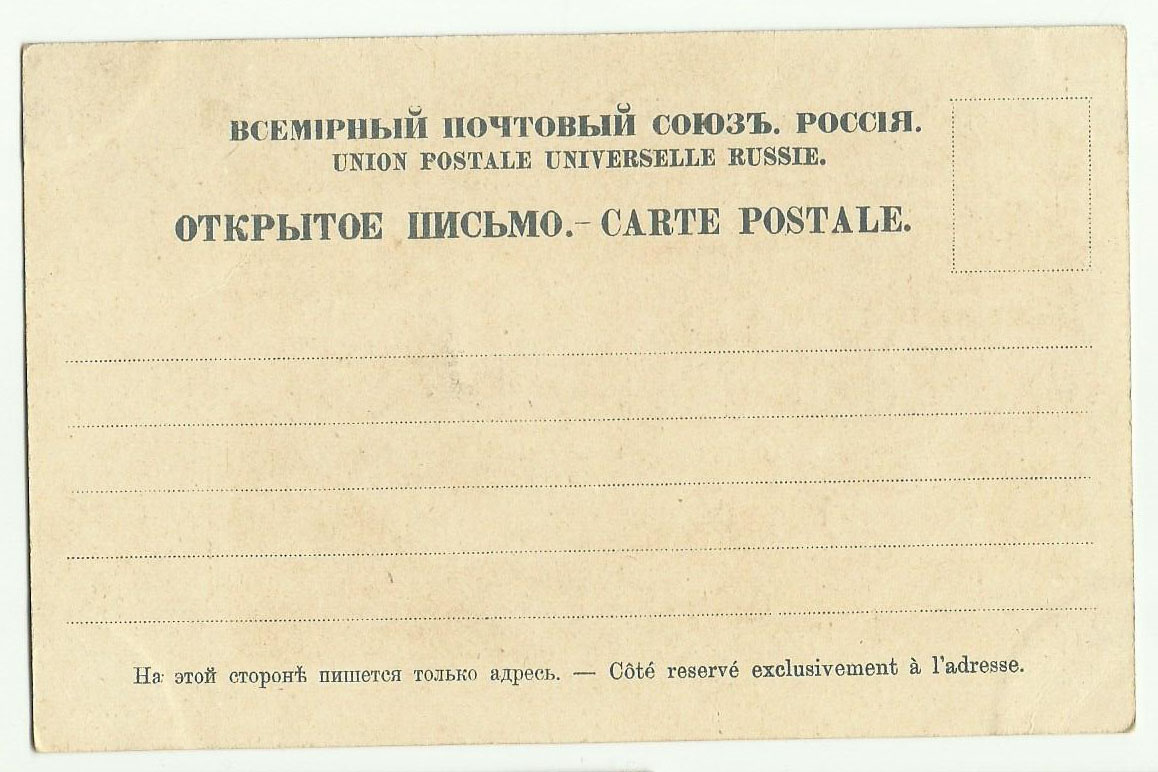 ВСЕМІРНЫЙ ПОЧТОВЫЙ СОЮЗЪ. РОССІЯ.
UNION POSTALE UNIVERSELLE RUSSIE.
ОТКРЫТОЕ ПИСЬМО.-CARTE POSTALE.
На этой сторонѣ пишется только адресь. — Côté reservé exclusivement à l'adresse.